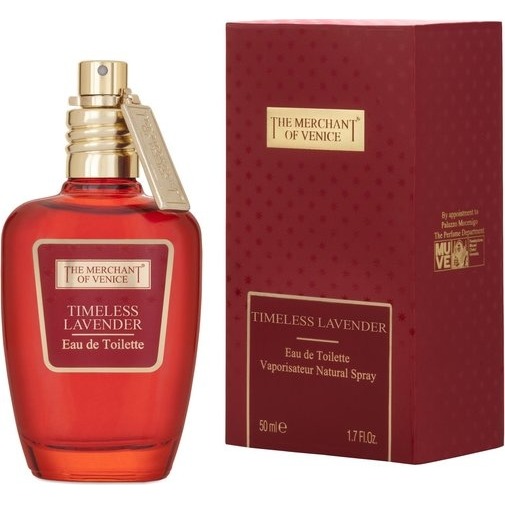 THE MERCHANT
OF VENICE
TIMELESS
LAVENDER
Eau de Toilette
THE MERCHANT
OF VENICE
By appointment to
Palazzo Mocenigo
The Perfume Department
MU
VE
TIMELESS LAVENDER
Eau de Toilette
Vaporisateur Natural Spray
50 ml e
1.7 Fl.Oz.